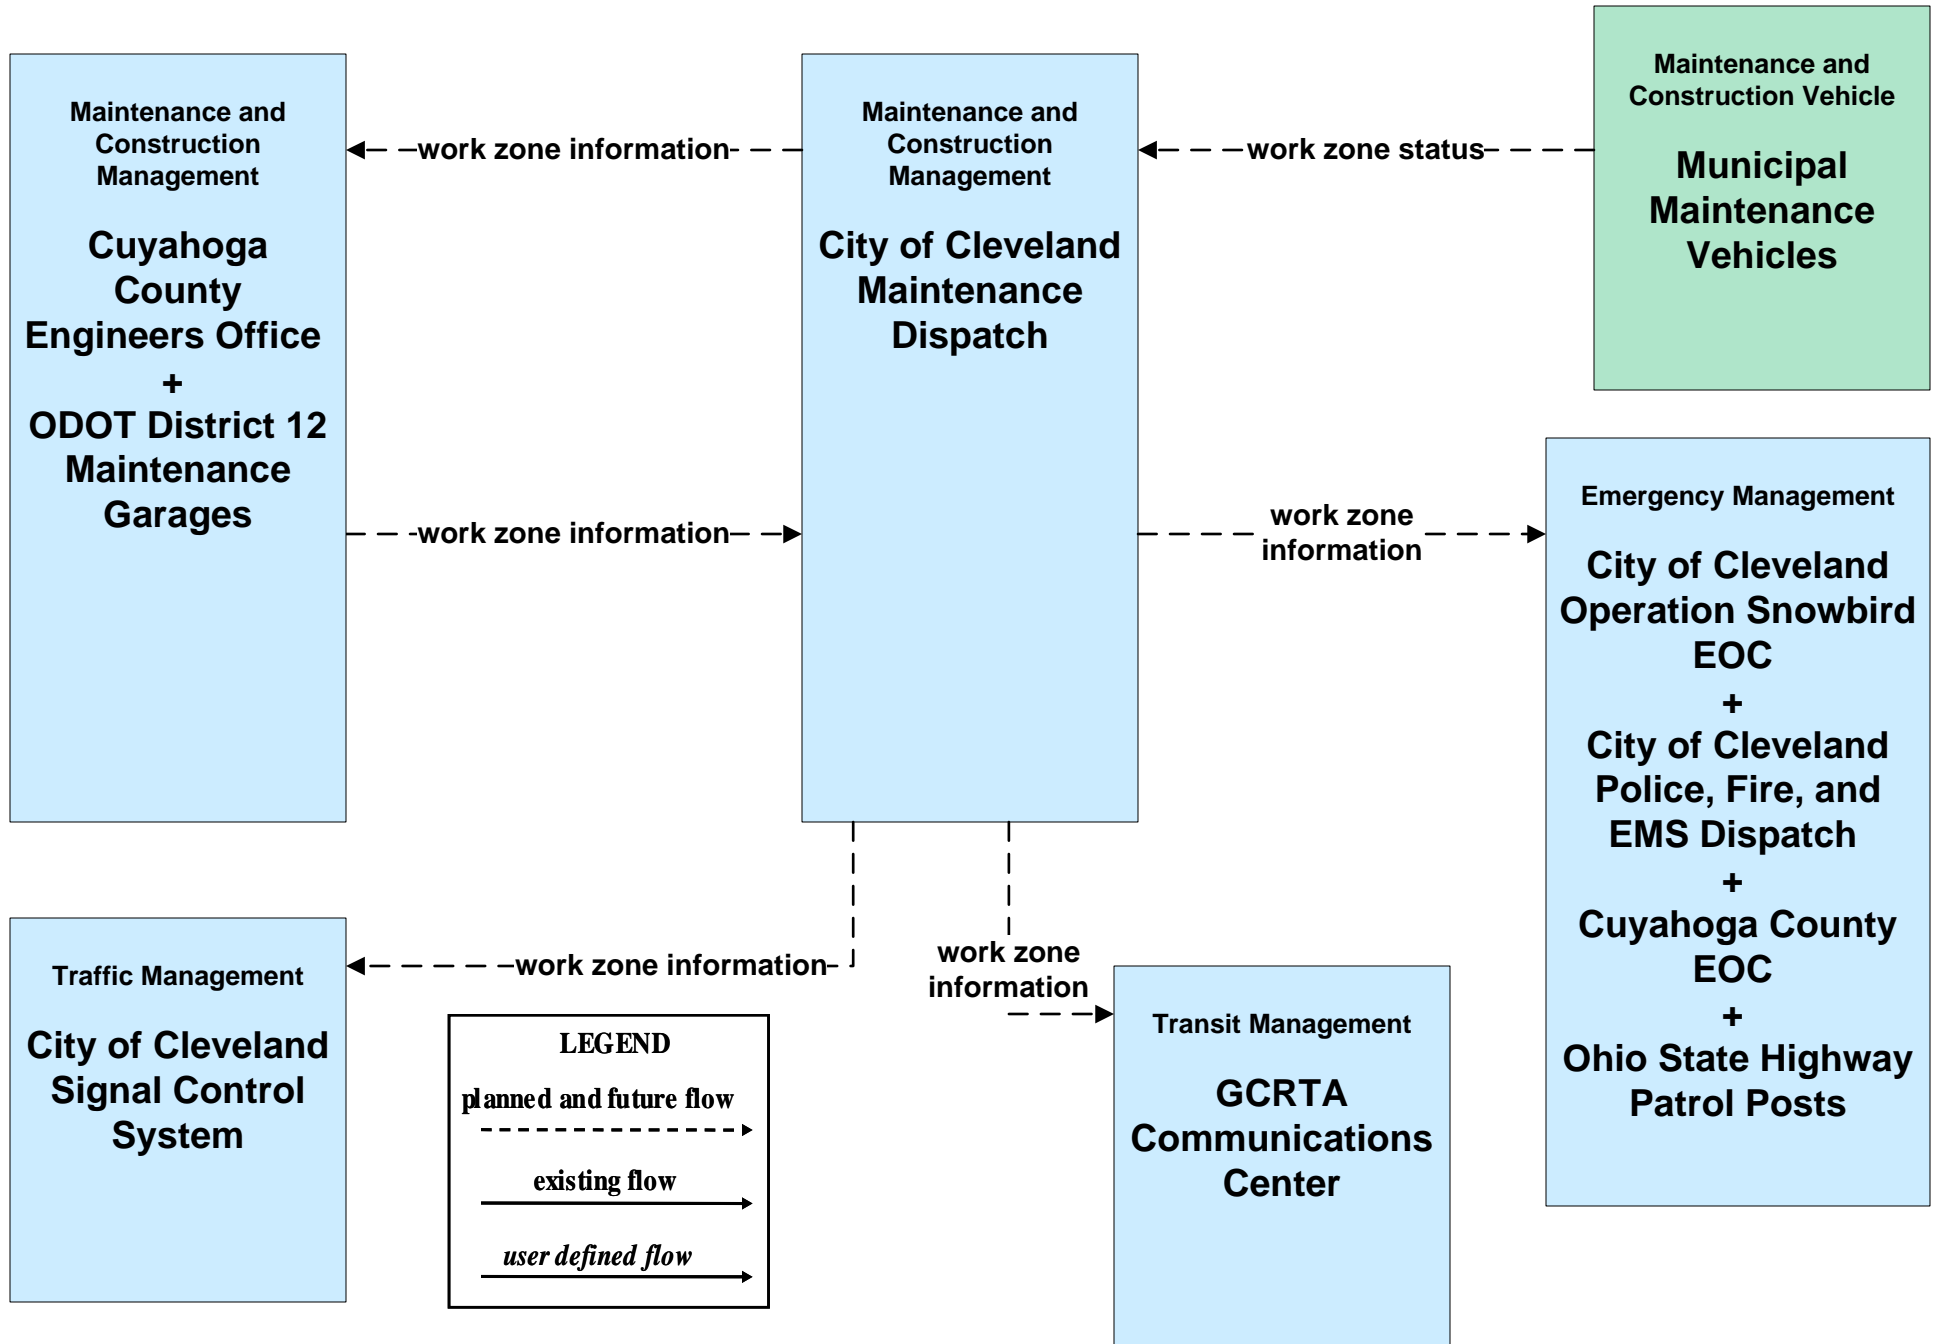 Maintenance and
Construction
Management
Cuyahoga
County
Engineers Office
+
ODOT District 12
Maintenance
Garages
work zone information
work zone information
Maintenance and
Construction
Management
City of Cleveland
Maintenance
Dispatch
work zone status
Maintenance and
Construction Vehicle
Municipal
Maintenance
Vehicles
work zone
information
Emergency Management
City of Cleveland
Operation Snowbird
EOC
+
City of Cleveland
Police, Fire, and
EMS Dispatch
+
Cuyahoga County
EOC
+
Ohio State Highway
Patrol Posts
Traffic Management
City of Cleveland
Signal Control
System
work zone information
work zone
information
Transit Management
GCRTA
Communications
Center
LEGEND
planned and future flow
existing flow
user defined flow